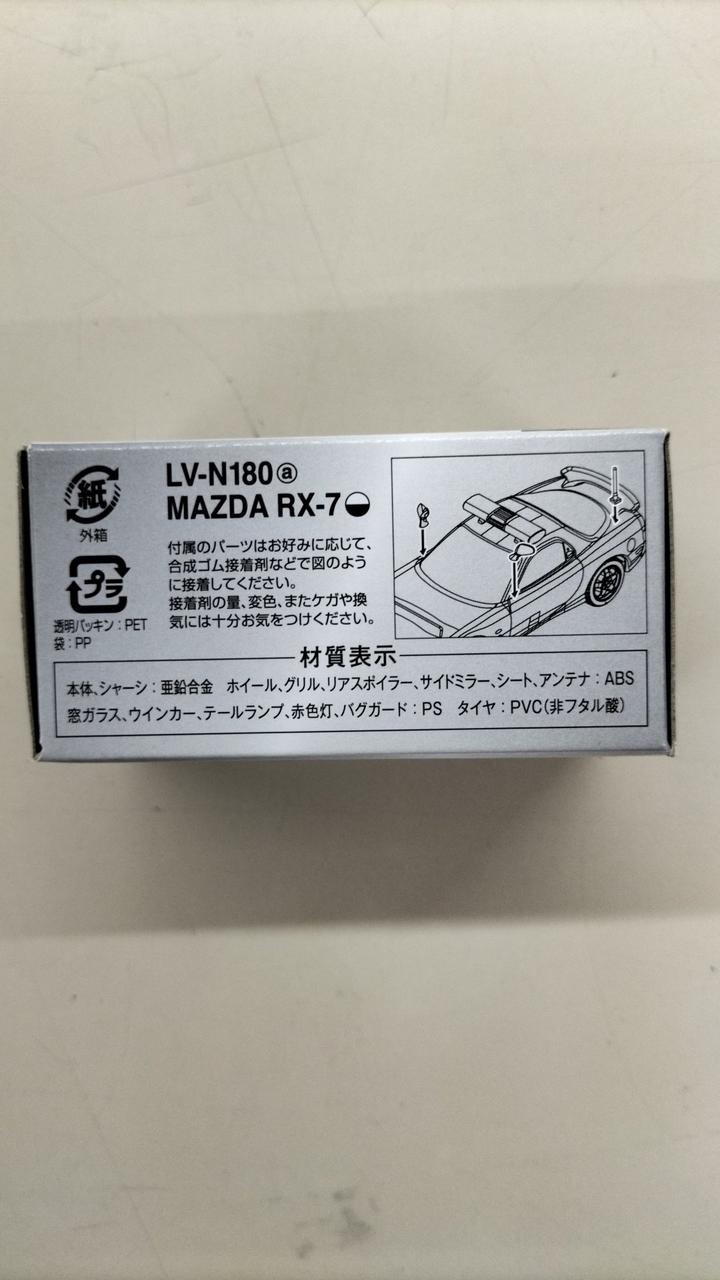 紙
外箱
プラ
透明パッキン：PET
袋：PP
LV-N180ⓐ
MAZDA RX-7
付属のパーツはお好みに応じて、
合成ゴム接着剤などで図のよう
に接着してください。
接着剤の量、変色、またケガや換
気には十分お気をつけください。
材質表示
本体、シャーシ：亜鉛合金　ホイール、グリル、リアスポイラー、サイドミラー、シート、アンテナ：ABS
窓ガラス、ウインカー、テールランプ、赤色灯、バグガード：PS　タイヤ：PVC（非フタル酸）